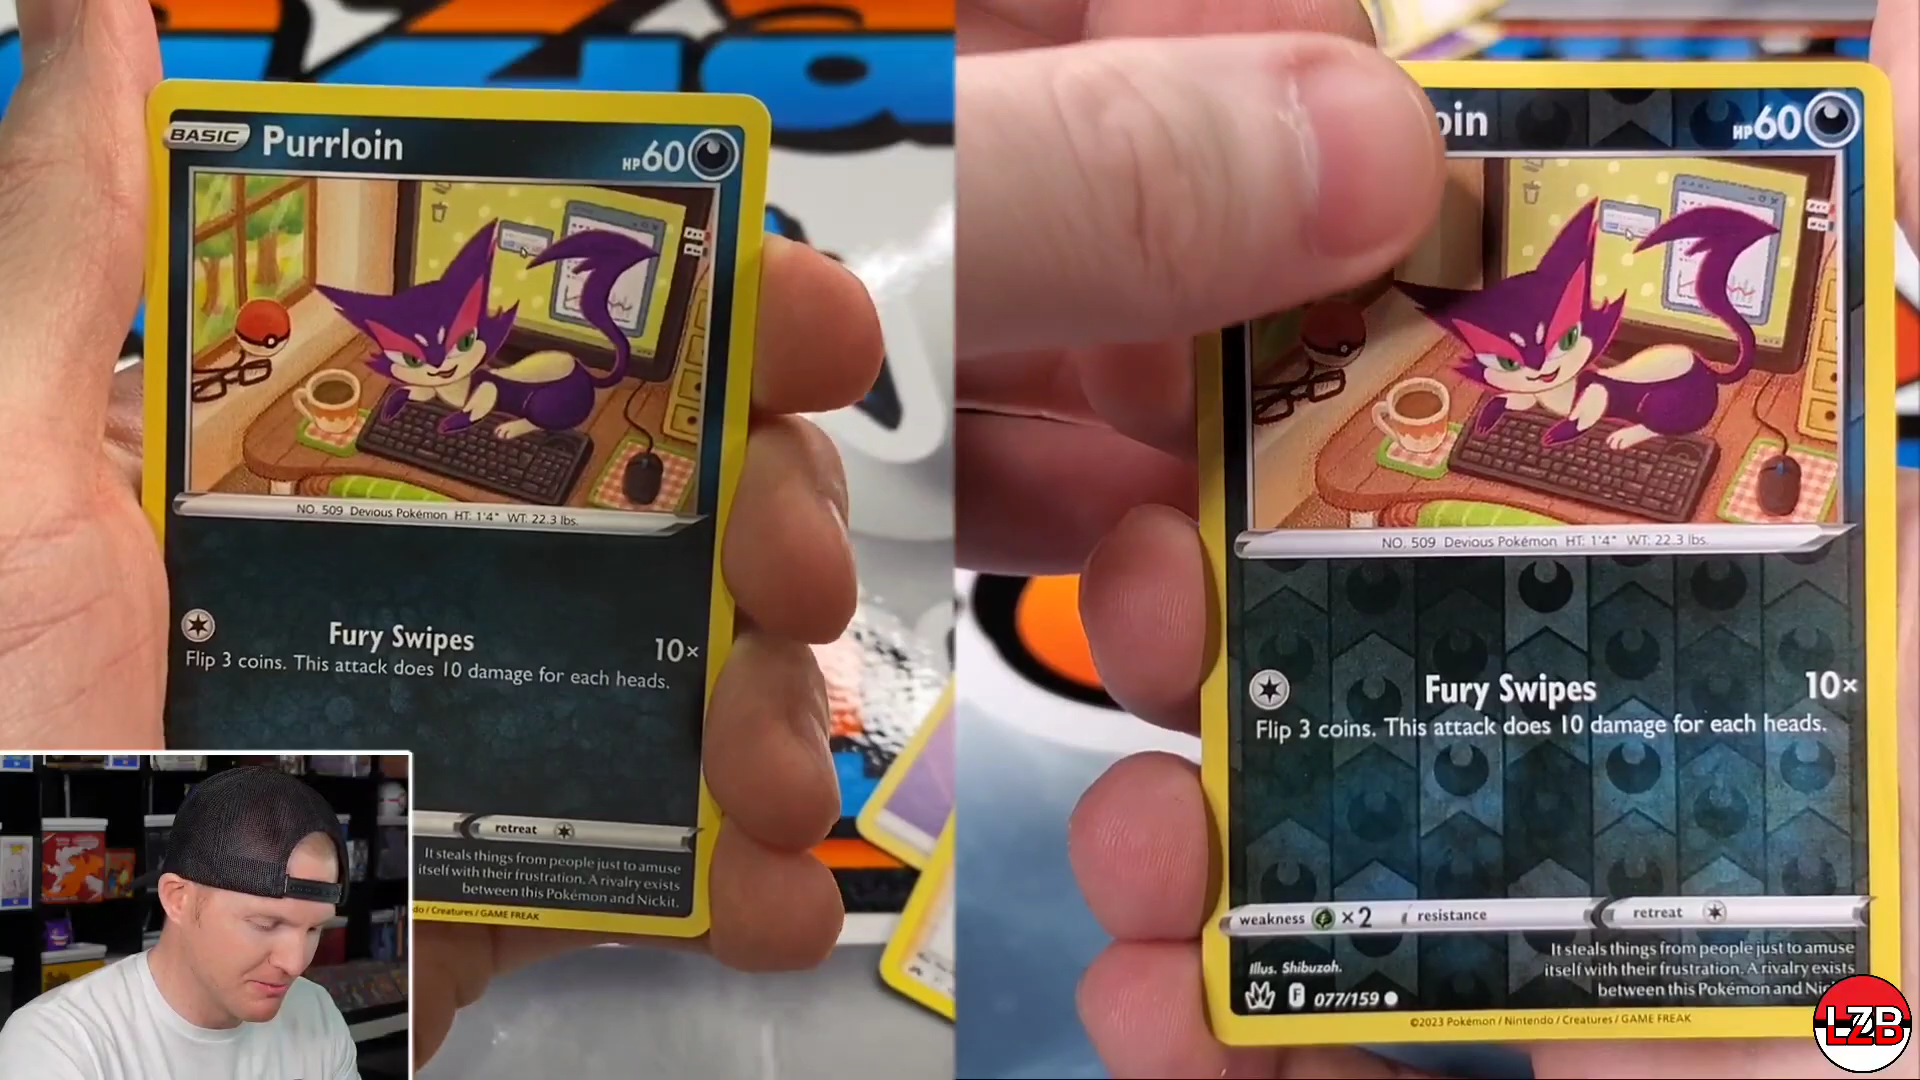 BASIC Purrloin HP60
NO. 509 Devious Pokémon HT: 1'4" WT: 22.3 lbs.
Fury Swipes 10×
Flip 3 coins. This attack does 10 damage for each heads.
retreat
It steals things from people just to amuse
itself with their frustration. A rivalry exists
between this Pokémon and Nickit.
/ Creatures / GAME FREAK
oin HP60
NO. 509 Devious Pokémon HT: 1'4" WT: 22.3 lbs.
Fury Swipes 10×
Flip 3 coins. This attack does 10 damage for each heads.
weakness ×2 resistance retreat
It steals things from people just to amuse
itself with their frustration. A rivalry exists
between this Pokémon and Nic
Illus. Shibuzoh.
F 077/159
©2023 Pokémon / Nintendo / Creatures / GAME FREAK
LZB